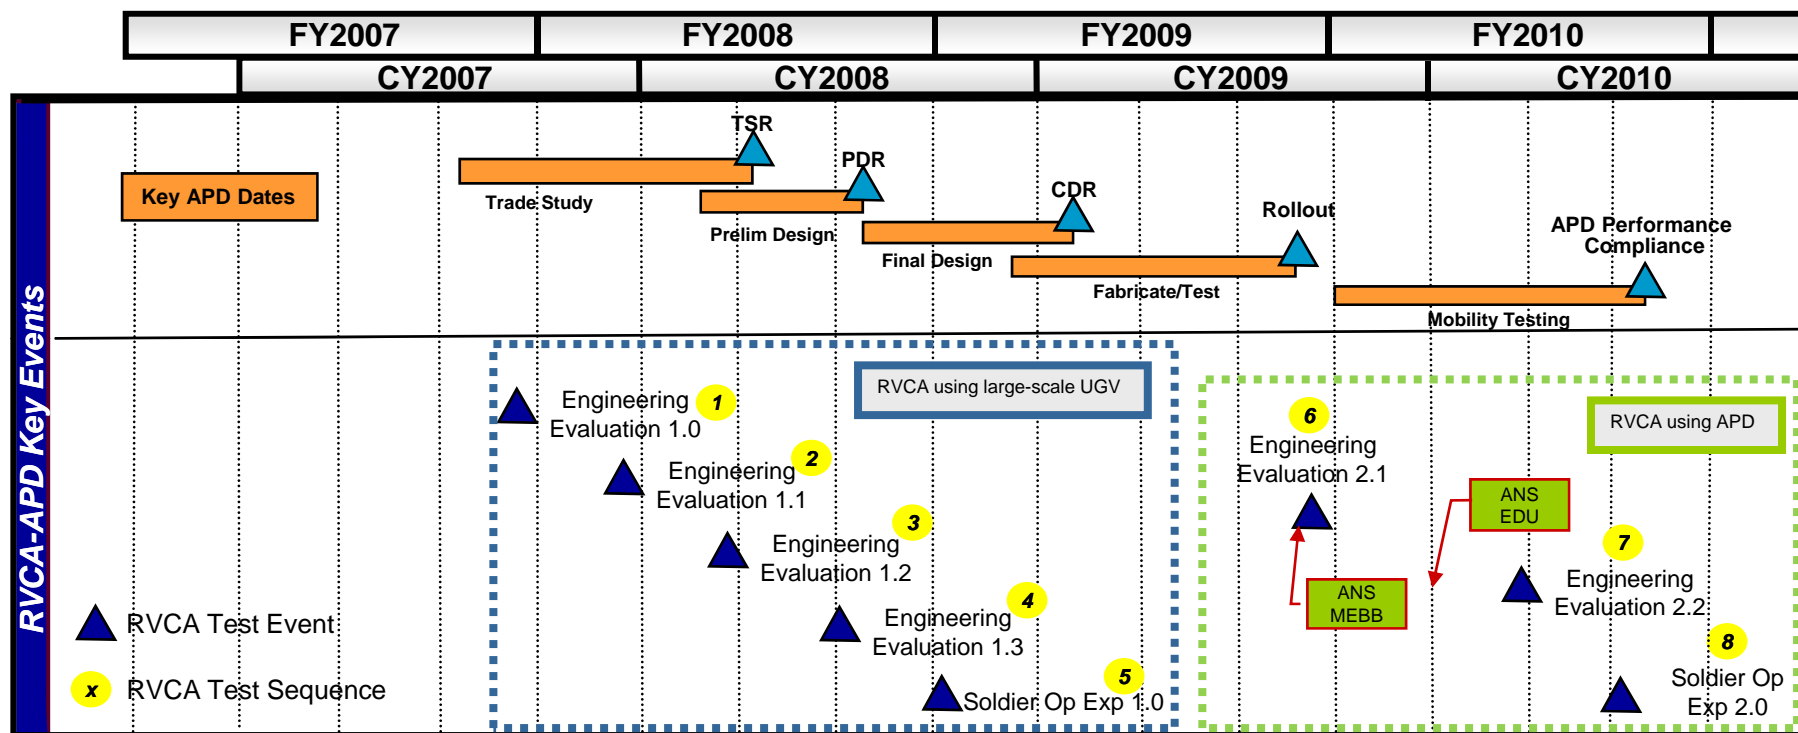 FY2007
FY2008
FY2009
FY2010
CY2007
CY2008
CY2009
CY2010
RVCA-APD Key Events
Key APD Dates
TSR
Trade Study
PDR
Prelim Design
CDR
Final Design
Rollout
Fabricate/Test
APD Performance
Compliance
Mobility Testing
RVCA using large-scale UGV
RVCA using APD
1
Engineering
Evaluation 1.0
2
Engineering
Evaluation 1.1
3
Engineering
Evaluation 1.2
4
Engineering
Evaluation 1.3
5
Soldier Op Exp 1.0
6
Engineering
Evaluation 2.1
ANS
MEBB
ANS
EDU
7
Engineering
Evaluation 2.2
8
Soldier Op
Exp 2.0
RVCA Test Event
x
RVCA Test Sequence